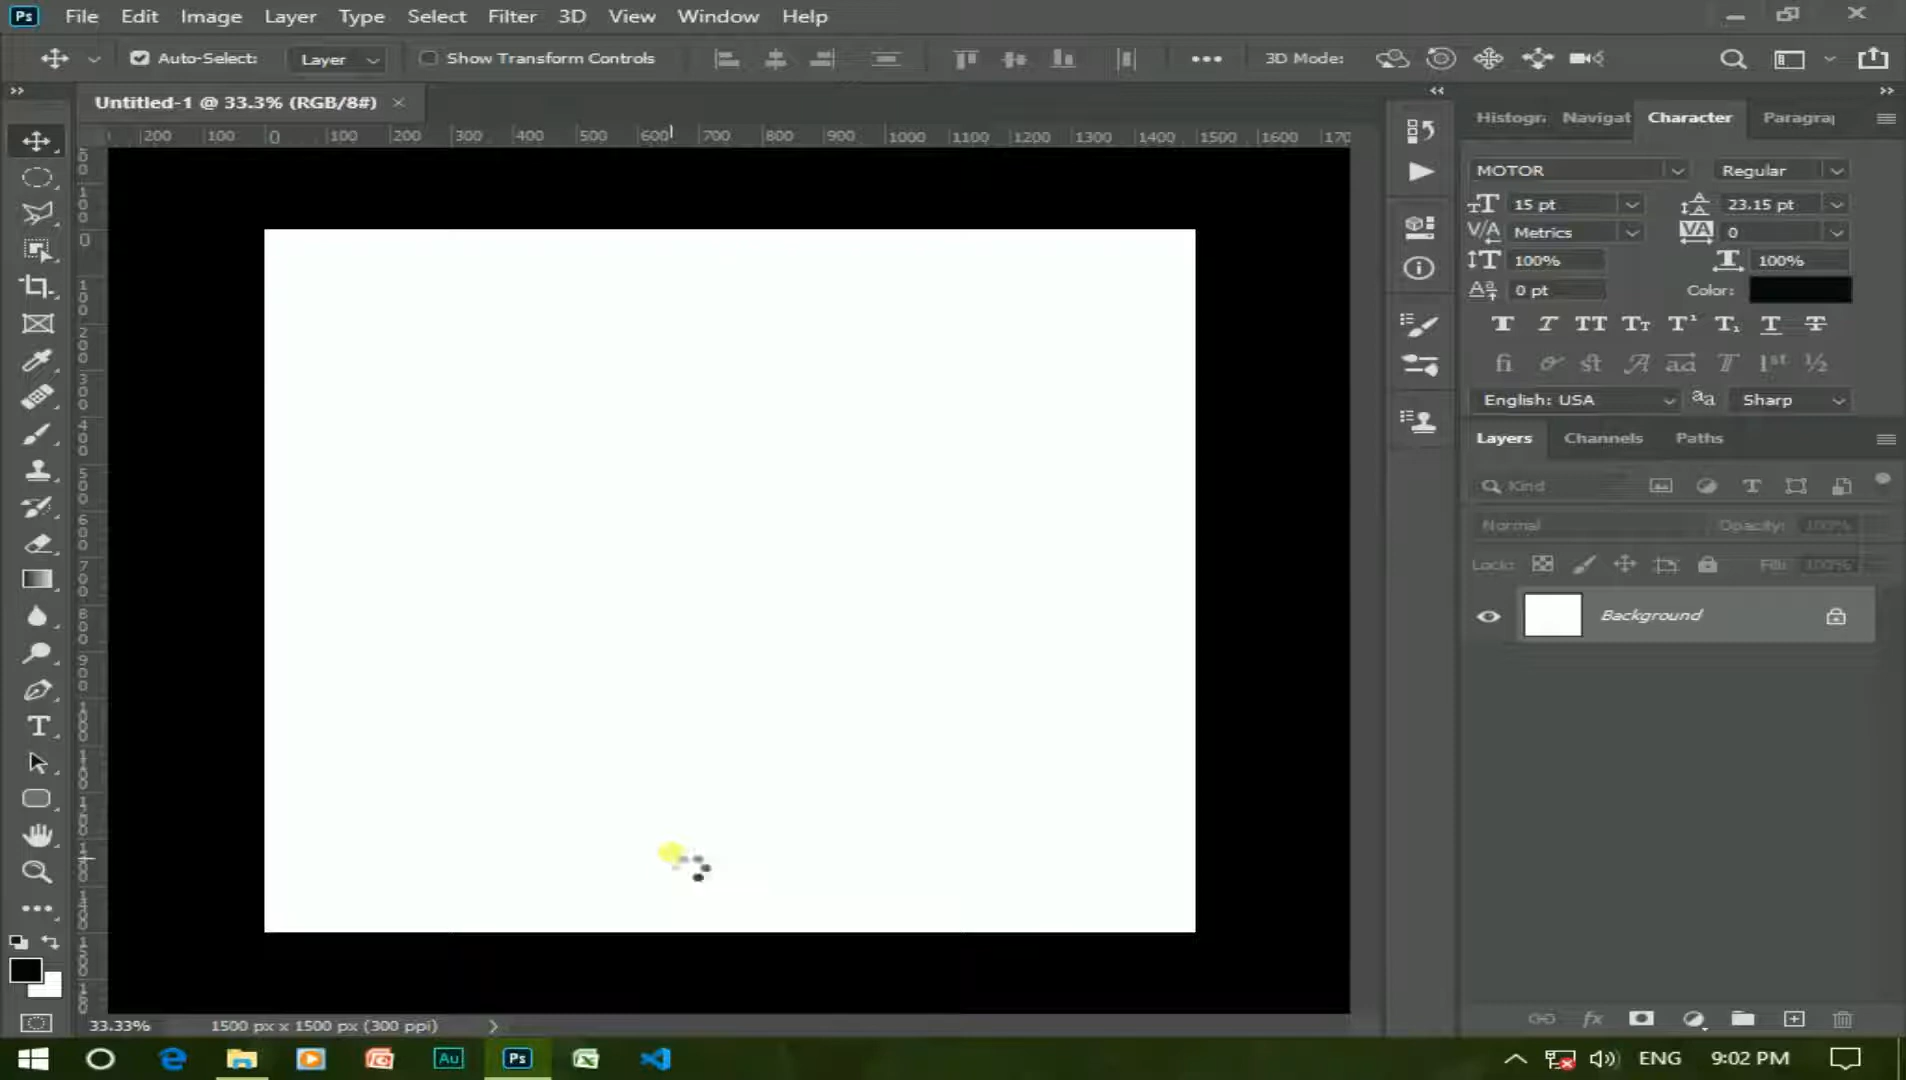 Ps File Edit Image Layer Type Select Filter 3D View Window Help
Auto-Select: Layer Show Transform Controls 3D Mode:
Untitled-1 @ 33.3% (RGB/8#)
200 100 0 100 200 300 400 500 600 700 800 900 1000 1100 1200 1300 1400 1500 1600
Navigat Character
MOTOR Regular
15 pt 23.15 pt
Metrics 0
100% 100%
0 pt Color:
English: USA Sharp
Layers Channels Paths
Kind
Normal Opacity: 100%
Lock: Fill: 100%
Background
33.33% 1500 px x 1500 px (300 ppi)
Au Ps ENG 9:02 PM